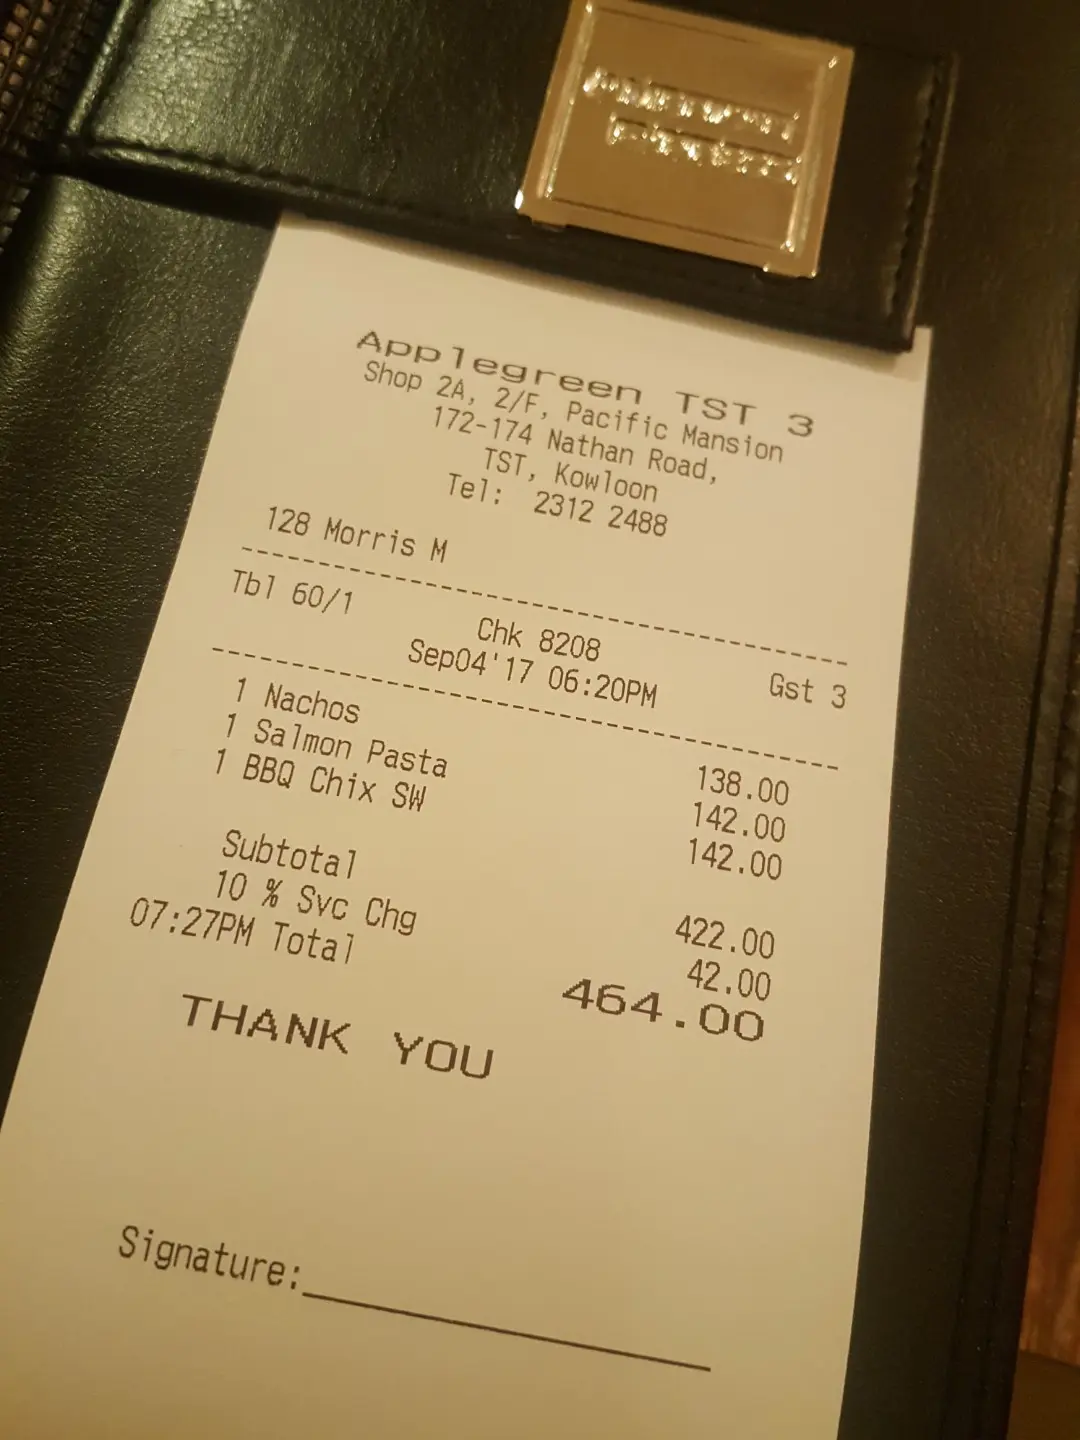 Applegreen TST 3
Shop 2A, 2/F, Pacific Mansion
172-174 Nathan Road,
TST, Kowloon
Tel: 2312 2488
128 Morris M
Tbl 60/1 Chk 8208 Gst 3
Sep04'17 06:20PM
1 Nachos 138.00
1 Salmon Pasta 142.00
1 BBQ Chix SW 142.00
Subtotal 422.00
10 % Svc Chg 42.00
07:27PM Total 464.00
THANK YOU
Signature: